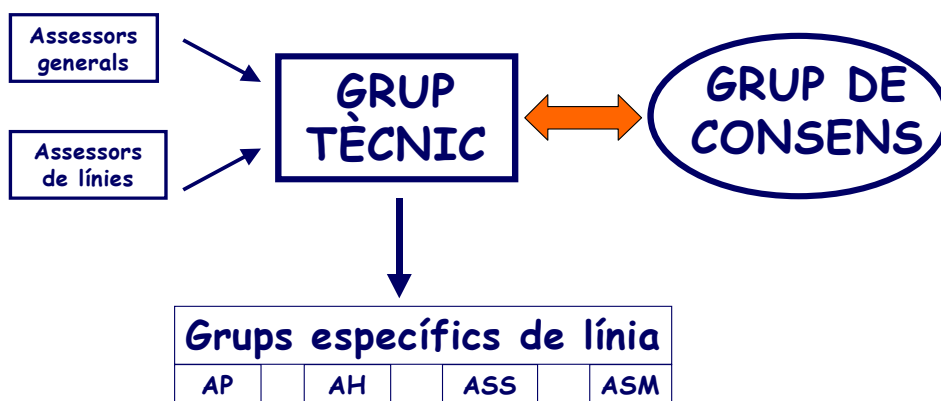 Assessors
generals
GRUP
TÈCNIC
GRUP DE
CONSENS
Assessors
de línies
Grups específics de línia
AP AH ASS ASM